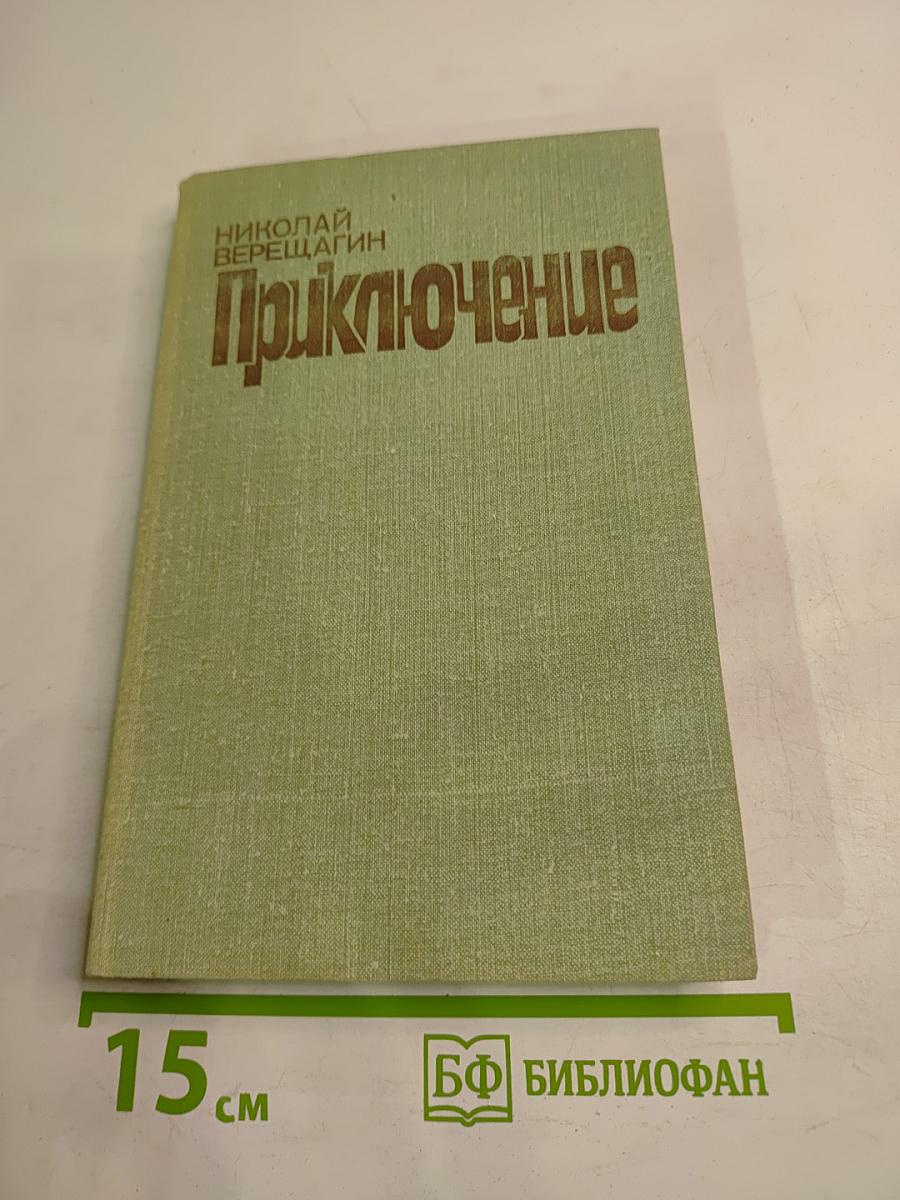 НИКОЛАЙ
ВЕРЕЩАГИН
Приключение
15 см
БФ БИБЛИОФАН